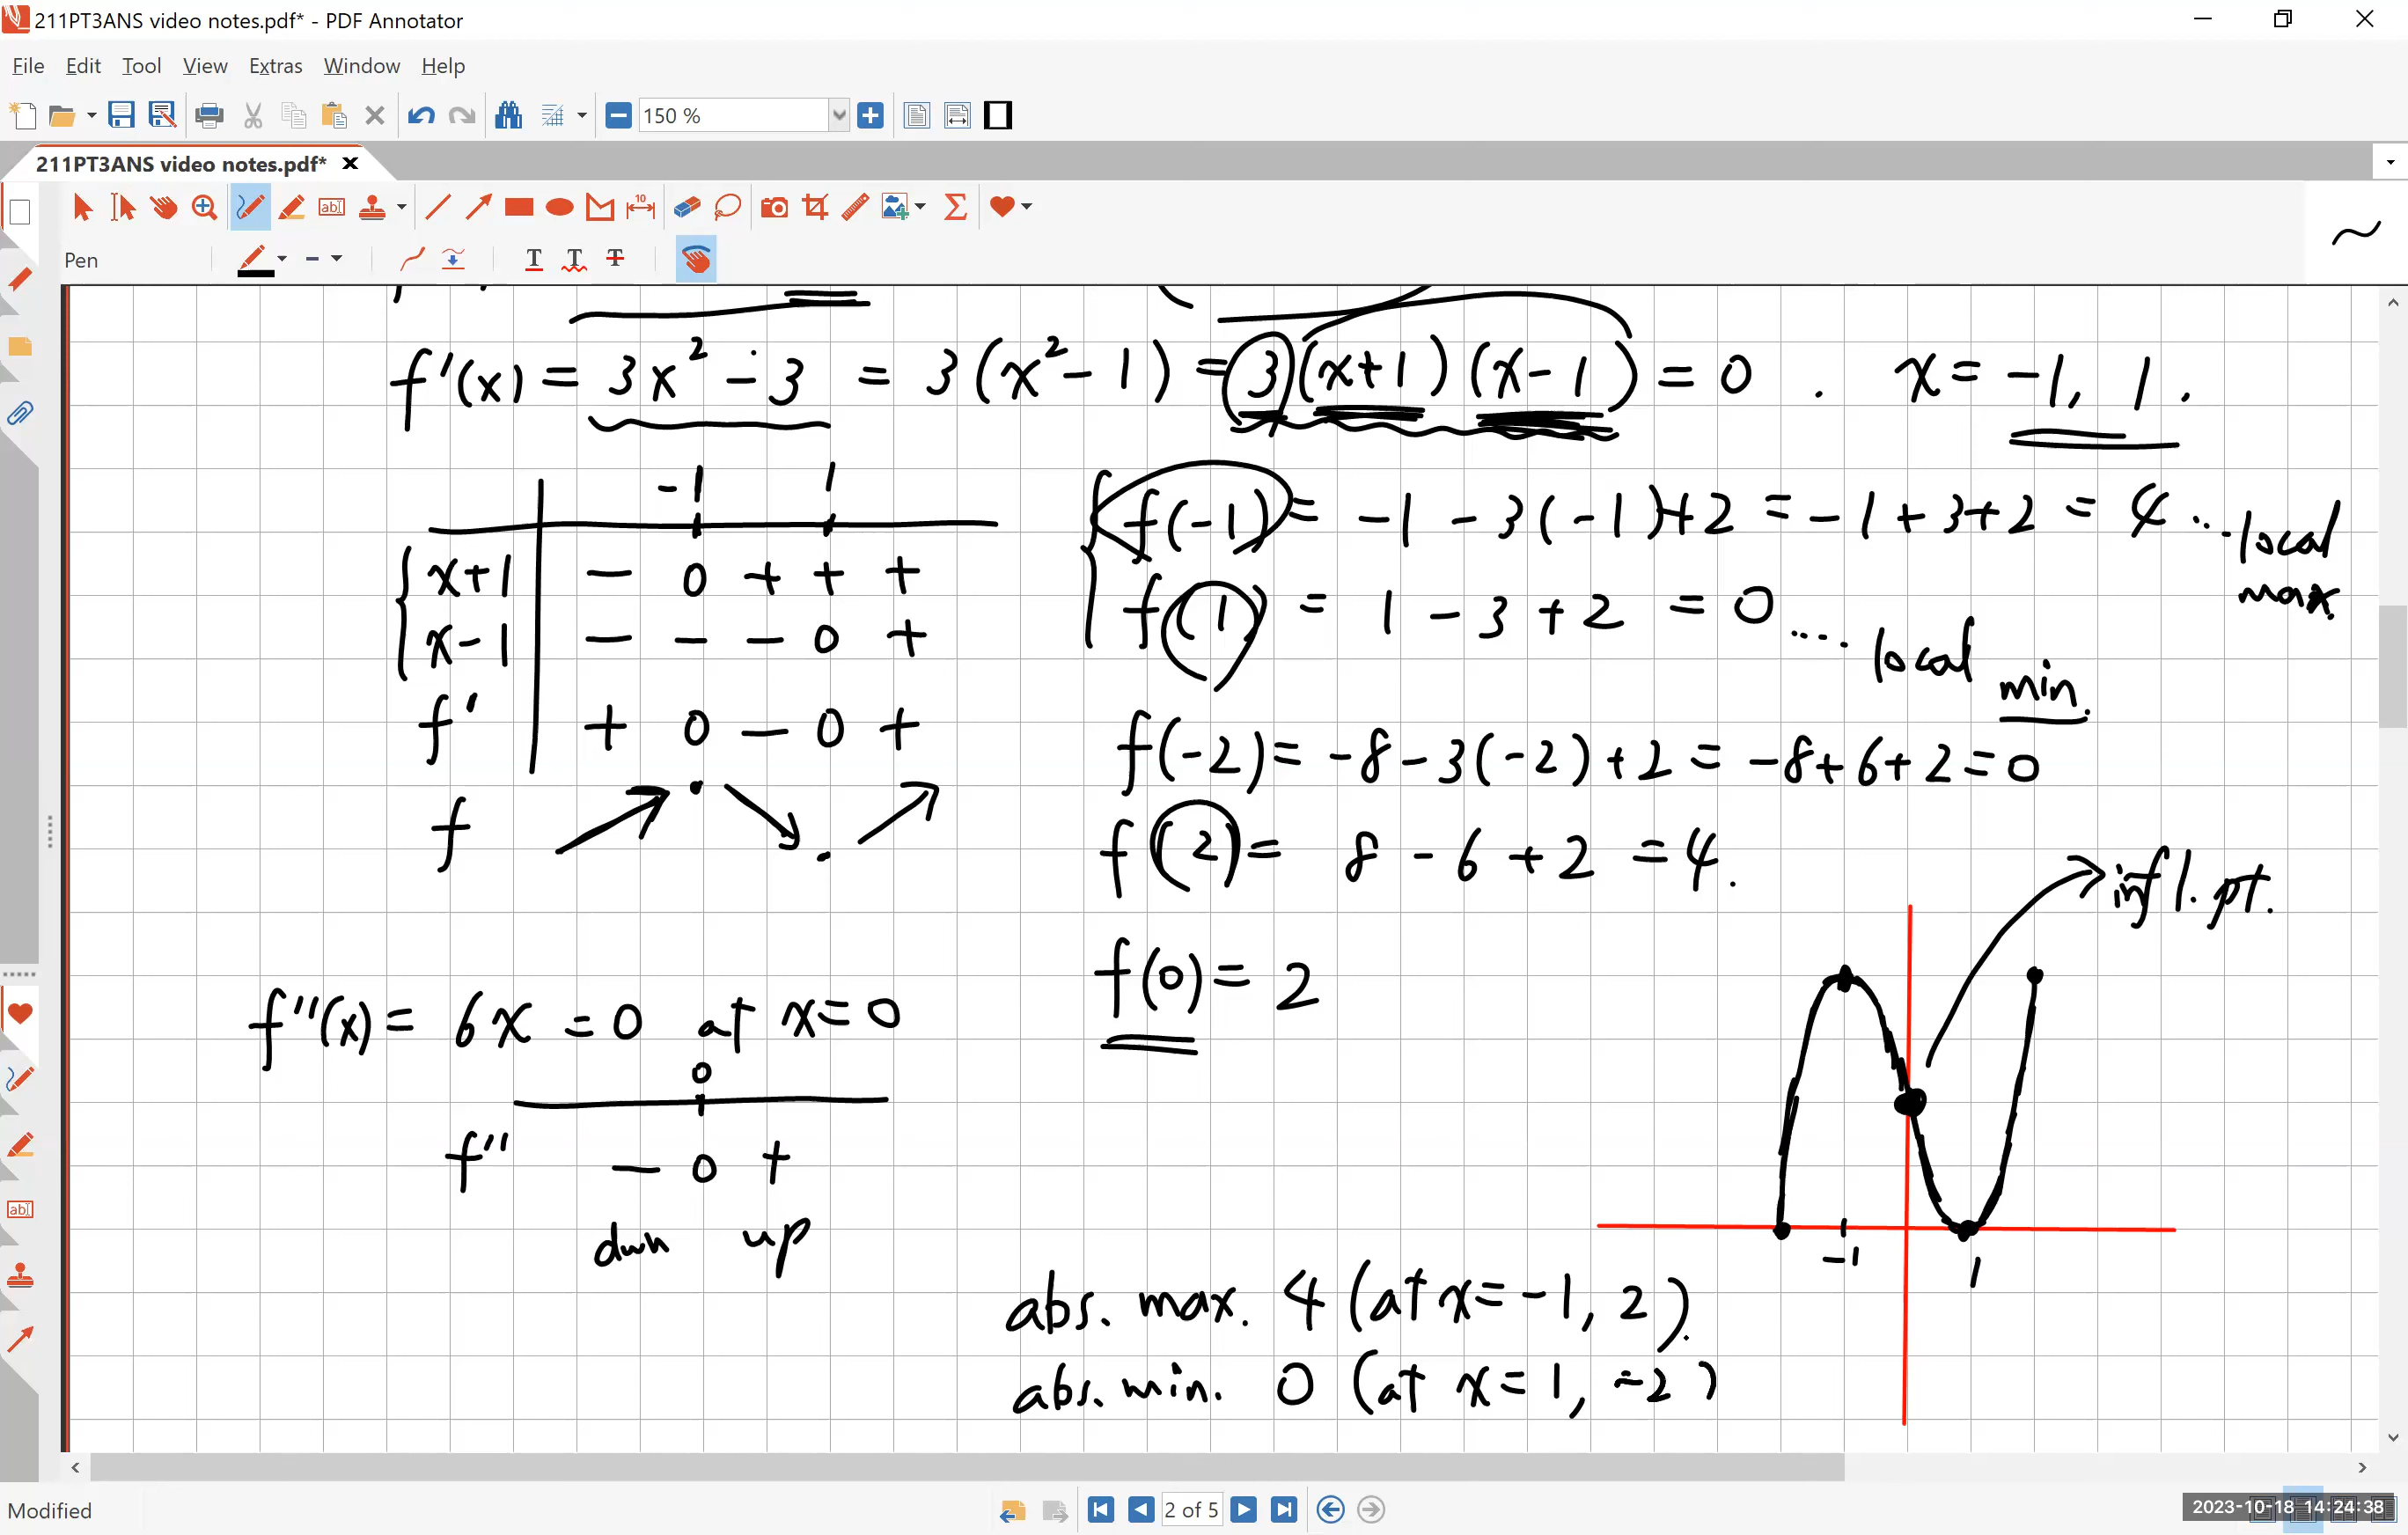 211PT3ANS video notes.pdf* - PDF Annotator
File Edit Tool View Extras Window Help
150 %
211PT3ANS video notes.pdf*
10
Pen
f'(x) = 3x² - 3 = 3(x² - 1) = 3(x+1)(x-1) = 0 . x = -1, 1.
-1 1
x+1 - 0 + + +
x-1 - - - 0 +
f' + 0 - 0 +
f
f(-1) = -1 - 3(-1)+2 = -1+3+2 = 4 ... local max.
f(1) = 1 - 3 + 2 = 0 .... local min.
f(-2) = -8-3(-2)+2 = -8+6+2=0
f(2) = 8 - 6 + 2 = 4.
infl. pt.
f(0) = 2
f''(x) = 6x = 0 at x = 0
0
f'' - 0 +
dwn up
-1 1
abs. max. 4 (at x = -1, 2).
abs. min. 0 (at x = 1, -2)
Modified
2 of 5
2023-10-18 14:24:38